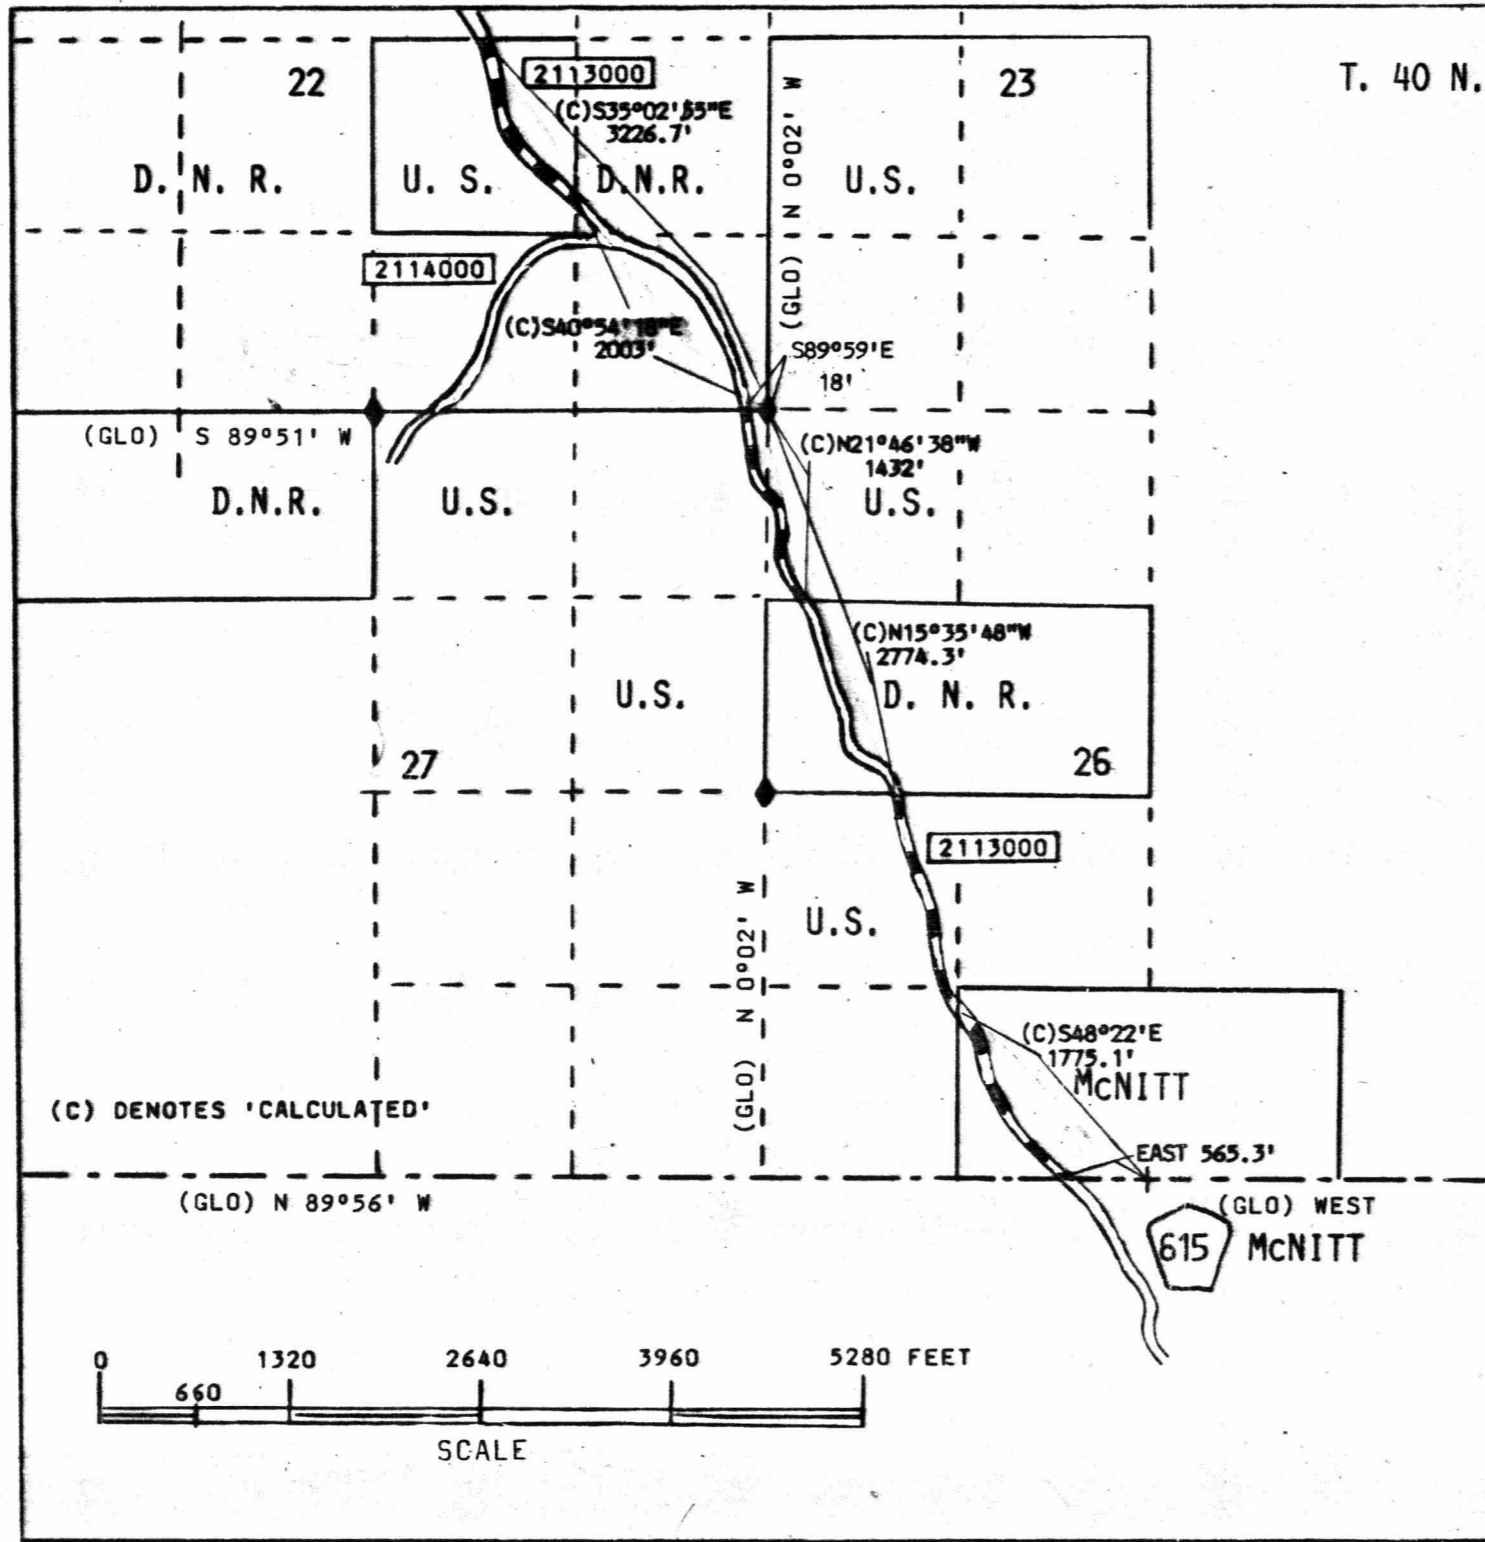 22
2113000
23
T. 40 N.
(C)S35°02'55"E
3226.7'
(GLO) N 0°02' W
D. N. R.
U. S.
D.N.R.
U.S.
2114000
(C)S40°54'18"E
2003'
S89°59'E
18'
(GLO) S 89°51' W
(C)N21°46'38"W
1432'
D.N.R.
U.S.
U.S.
(C)N15°35'48"W
2774.3'
U.S.
D. N. R.
27
26
2113000
(GLO) N 0°02' W
U.S.
(C)S48°22'E
1775.1'
McNITT
(C) DENOTES 'CALCULATED'
EAST 565.3'
(GLO) N 89°56' W
(GLO) WEST
615
McNITT
0 1320 2640 3960 5280 FEET
660
SCALE